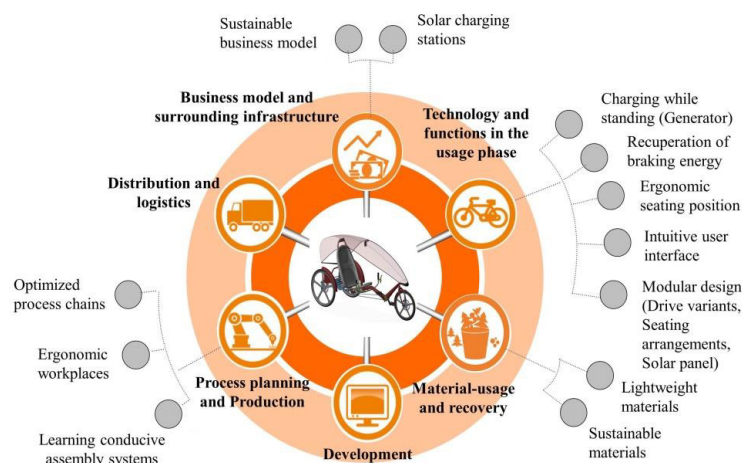 Sustainable
business model
Solar charging
stations
Business model and
surrounding infrastructure
Technology and
functions in the
usage phase
Charging while
standing (Generator)
Recuperation of
braking energy
Ergonomic
seating position
Intuitive user
interface
Modular design
(Drive variants,
Seating
arrangements,
Solar panel)
Distribution and
logistics
Optimized
process chains
Ergonomic
workplaces
Learning conducive
assembly systems
Process planning
and Production
Development
Material-usage
and recovery
Lightweight
materials
Sustainable
materials